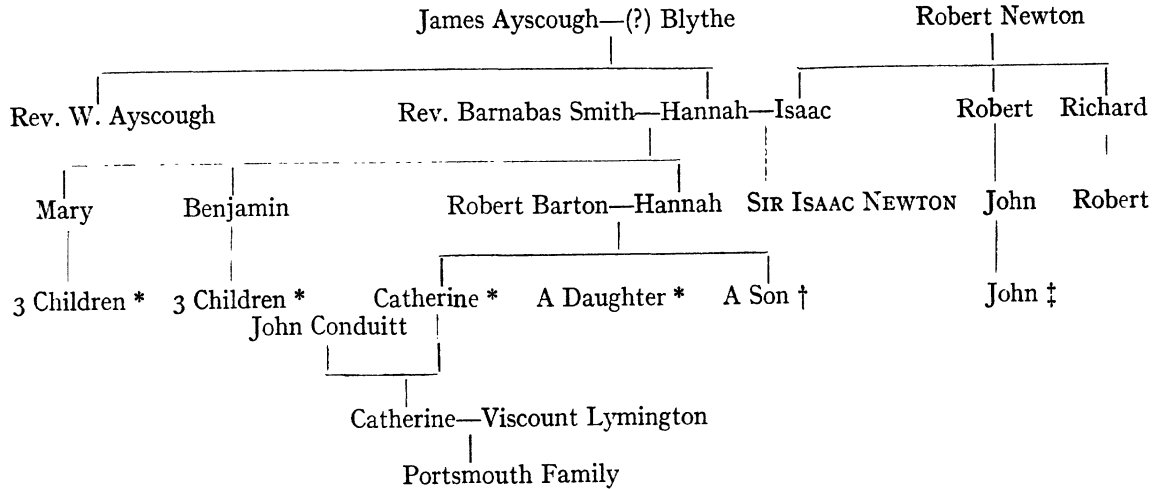 James Ayscough—(?) Blythe Robert Newton
Rev. W. Ayscough Rev. Barnabas Smith—Hannah—Isaac Robert Richard
Mary Benjamin Robert Barton—Hannah SIR ISAAC NEWTON John Robert
3 Children * 3 Children * Catherine * A Daughter * A Son † John ‡
John Conduitt
Catherine—Viscount Lymington
Portsmouth Family